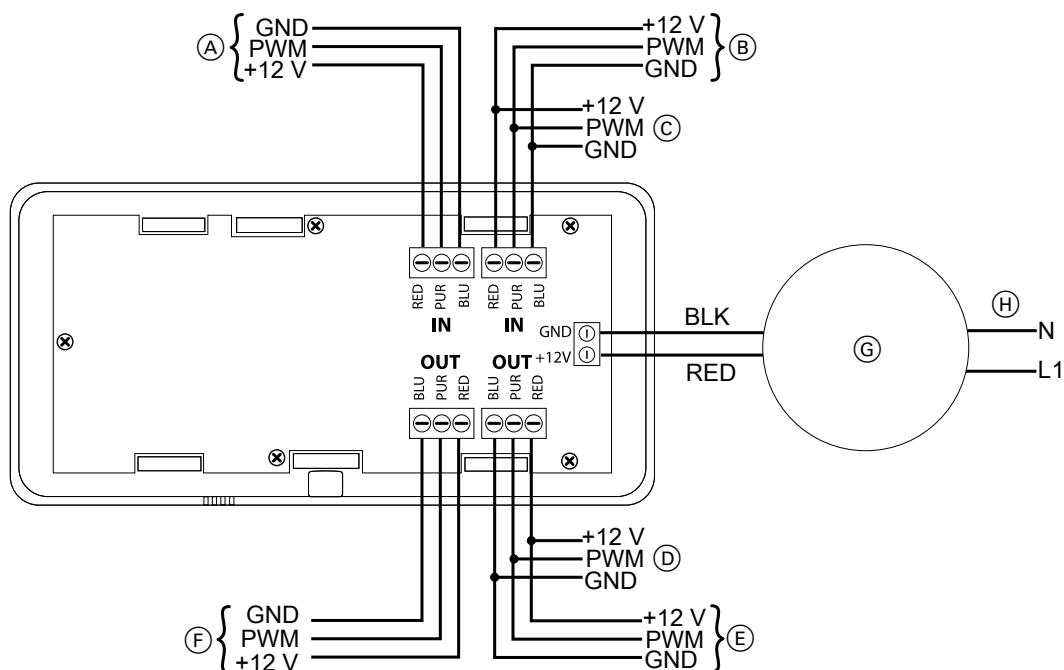 GND
PWM
+12 V
A
+12 V
PWM
GND
B
+12 V
PWM
GND
C
RED PUR BLU
IN
RED PUR BLU
IN
GND
+12V
BLK
RED
G
H
N
L1
OUT
BLU PUR RED
OUT
BLU PUR RED
+12 V
PWM
GND
D
GND
PWM
+12 V
F
+12 V
PWM
GND
E